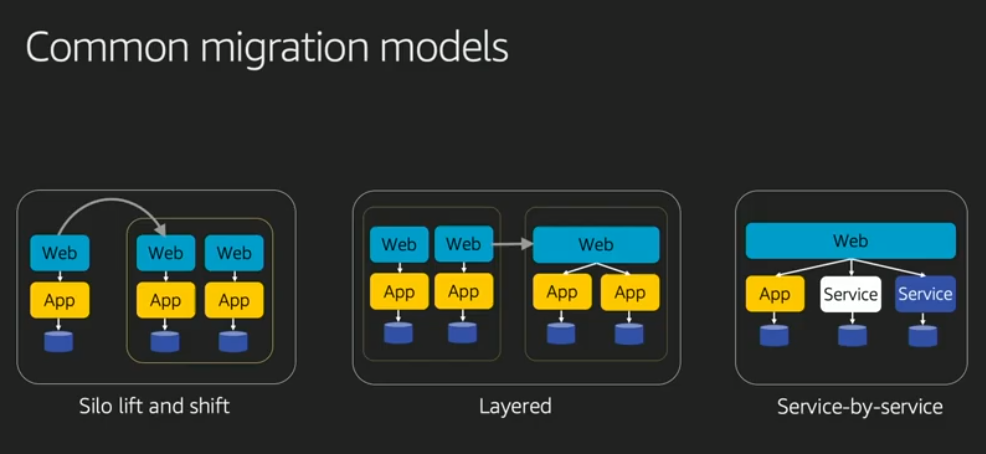 Common migration models
Web Web Web
App App App
Silo lift and shift
Web Web Web
App App App App
Layered
Web
App Service Service
Service-by-service